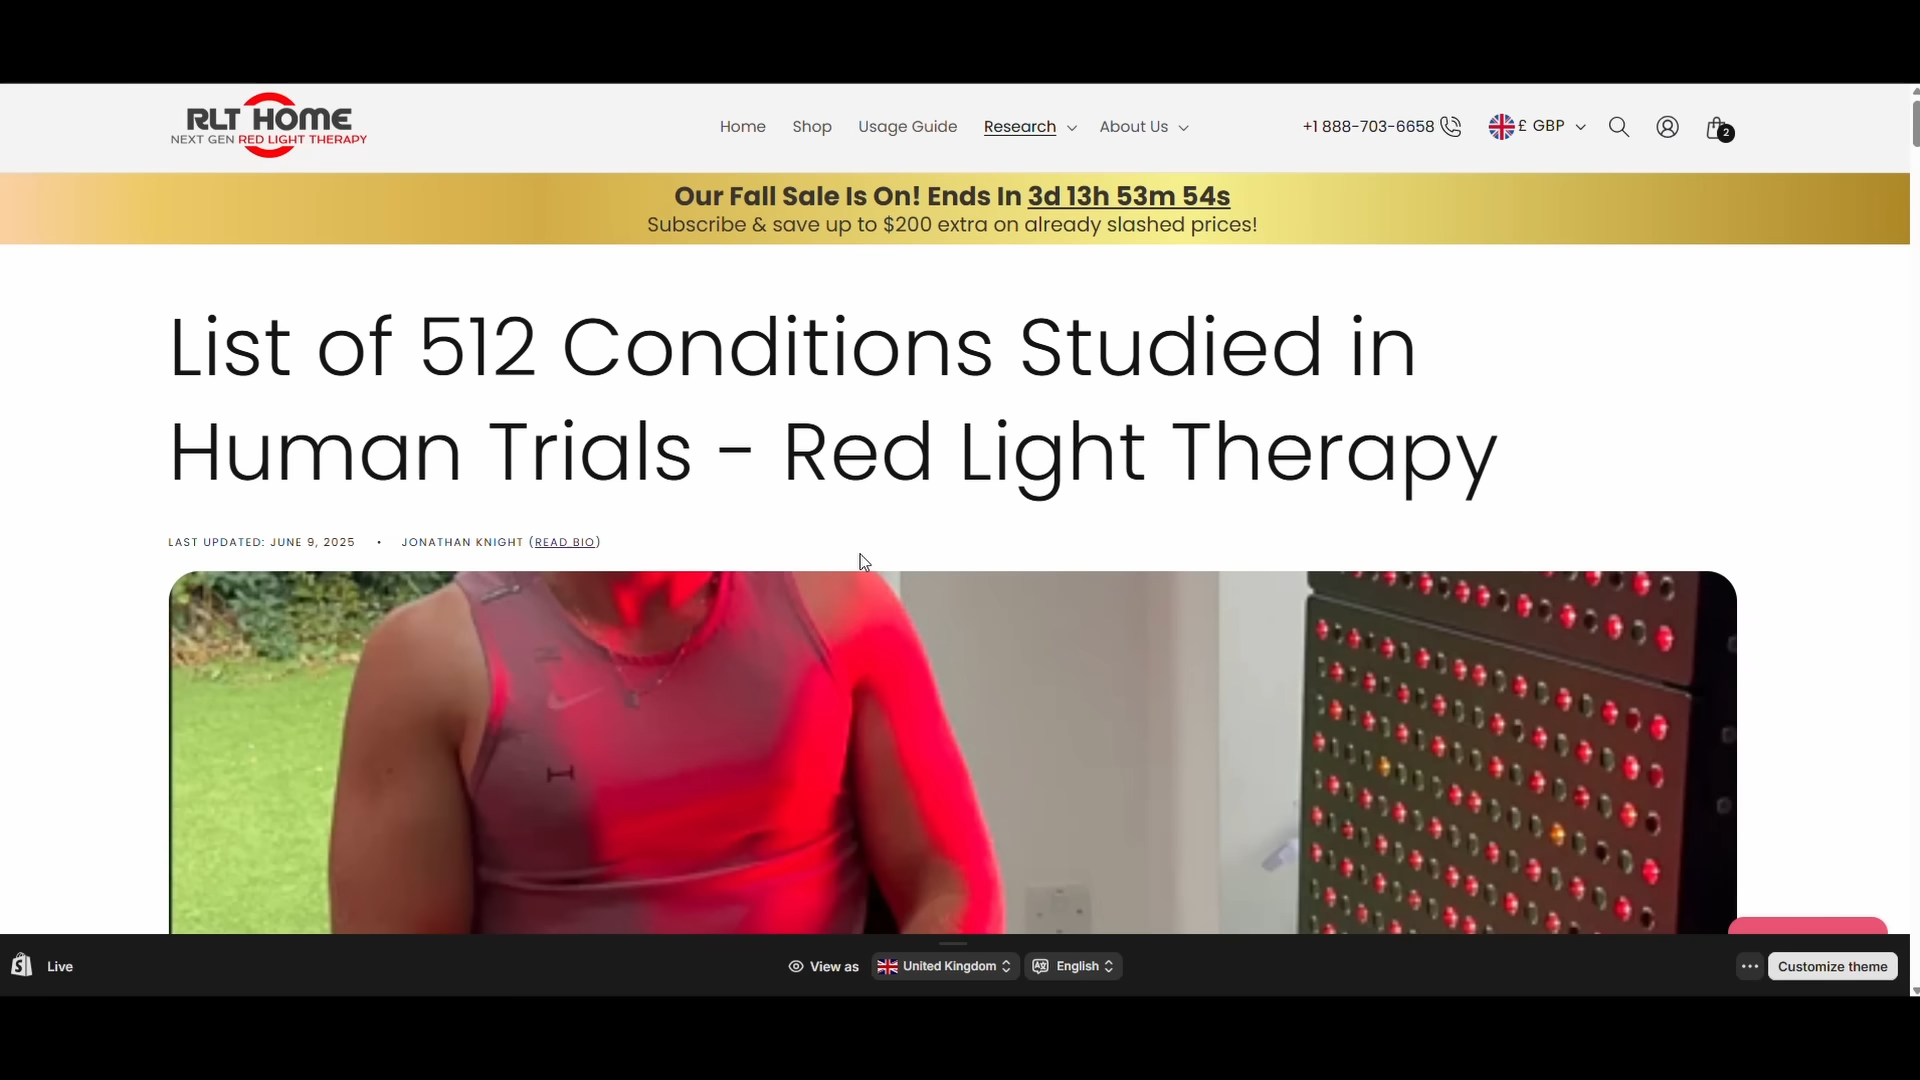 RLT HOME
NEXT GEN RED LIGHT THERAPY
Home
Shop
Usage Guide
Research
About Us
+1 888-703-6658
£ GBP
2
Our Fall Sale Is On! Ends In 3d 13h 53m 54s
Subscribe & save up to $200 extra on already slashed prices!
List of 512 Conditions Studied in
Human Trials - Red Light Therapy
LAST UPDATED: JUNE 9, 2025 • JONATHAN KNIGHT (READ BIO)
Live
View as
United Kingdom
English
Customize theme